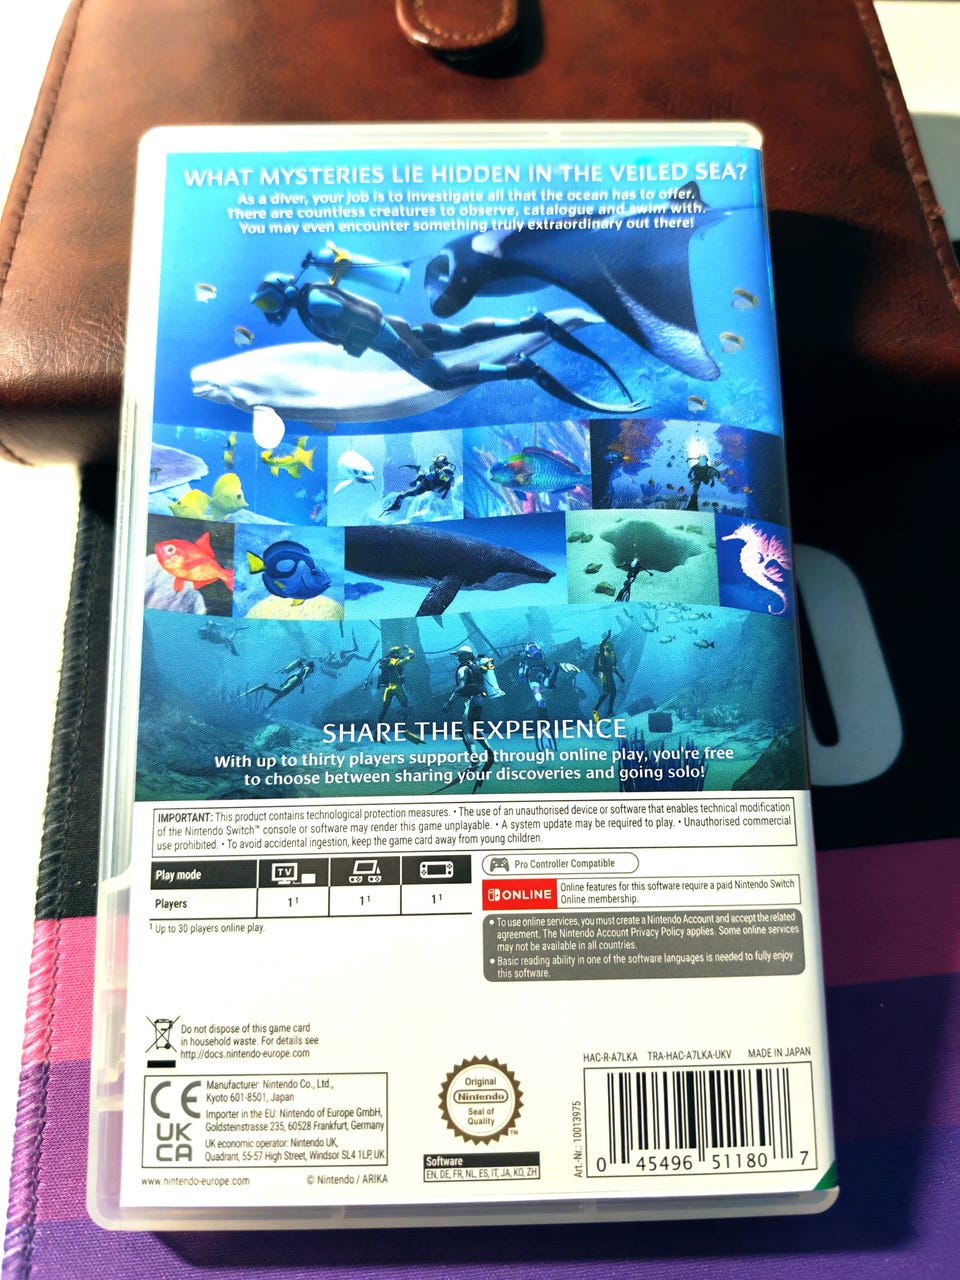 WHAT MYSTERIES LIE HIDDEN IN THE VEILED SEA?
As a diver, your job is to investigate all that the ocean has to offer.
There are countless creatures to observe, catalogue and swim with.
You may even encounter something truly extraordinary out there!
SHARE THE EXPERIENCE
With up to thirty players supported through online play, you're free
to choose between sharing your discoveries and going solo!
IMPORTANT: This product contains technological protection measures. • The use of an unauthorised device or software that enables technical modification
of the Nintendo Switch™ console or software may render this game unplayable. • A system update may be required to play. • Unauthorised commercial
use prohibited. • To avoid accidental ingestion, keep the game card away from young children.
Play mode
TV
Players
1¹
1¹
1¹
¹ Up to 30 players online play.
Pro Controller Compatible
ONLINE
Online features for this software require a paid Nintendo Switch
Online membership.
• To use online services, you must create a Nintendo Account and accept the related
agreement. The Nintendo Account Privacy Policy applies. Some online services
may not be available in all countries.
• Basic reading ability in one of the software languages is needed to fully enjoy
this software.
Do not dispose of this game card
in household waste. For details see
http://docs.nintendo-europe.com
CE
UK
CA
Manufacturer: Nintendo Co., Ltd.,
Kyoto 601-8501, Japan
Importer in the EU: Nintendo of Europe GmbH,
Goldsteinstrasse 235, 60528 Frankfurt, Germany
UK economic operator: Nintendo UK,
Quadrant, 55-57 High Street, Windsor SL4 1LP, UK
www.nintendo-europe.com
© Nintendo / ARIKA
Original
Nintendo
Seal of
Quality
™
Software
EN, DE, FR, NL, ES, IT, JA, KO, ZH
HAC-R-A7LKA TRA-HAC-A7LKA-UKV MADE IN JAPAN
Art.-Nr.: 10013975
0 45496 51180 7